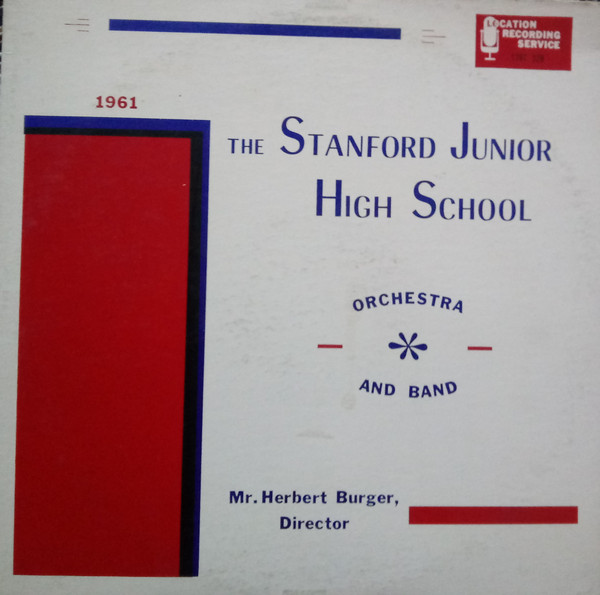 LOCATION
RECORDING
SERVICE
1961
THE STANFORD JUNIOR
HIGH SCHOOL
ORCHESTRA
AND BAND
Mr. Herbert Burger,
Director